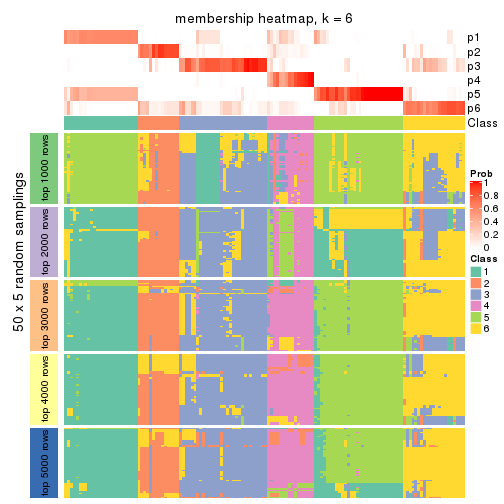 membership heatmap, k = 6
p1
p2
p3
p4
p5
p6
Class
50 x 5 random samplings
top 1000 rows
top 2000 rows
top 3000 rows
top 4000 rows
top 5000 rows
Prob
1
0.8
0.6
0.4
0.2
0
Class
1
2
3
4
5
6